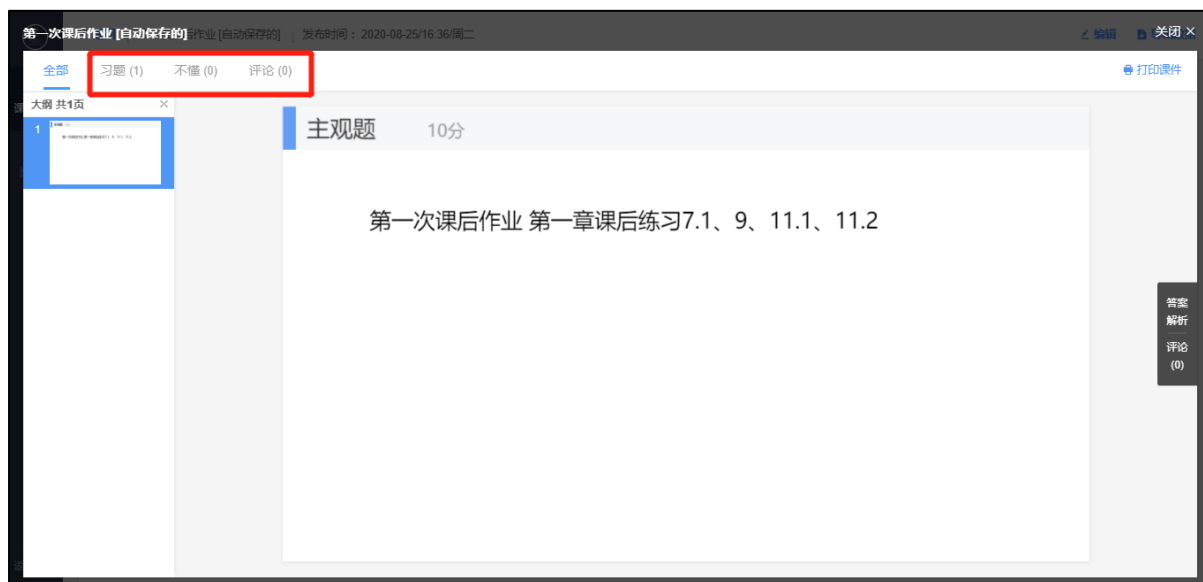 第一次课后作业 [自动保存的]作业 [自动保存的] 发布时间：2020-08-25/16:36/周二 编辑 关闭 ×
全部 习题 (1) 不懂 (0) 评论 (0) 打印课件
大纲 共1页 ×
1
主观题 10分
第一次课后作业 第一章课后练习7.1、9、11.1、11.2
答案
解析
评论
(0)